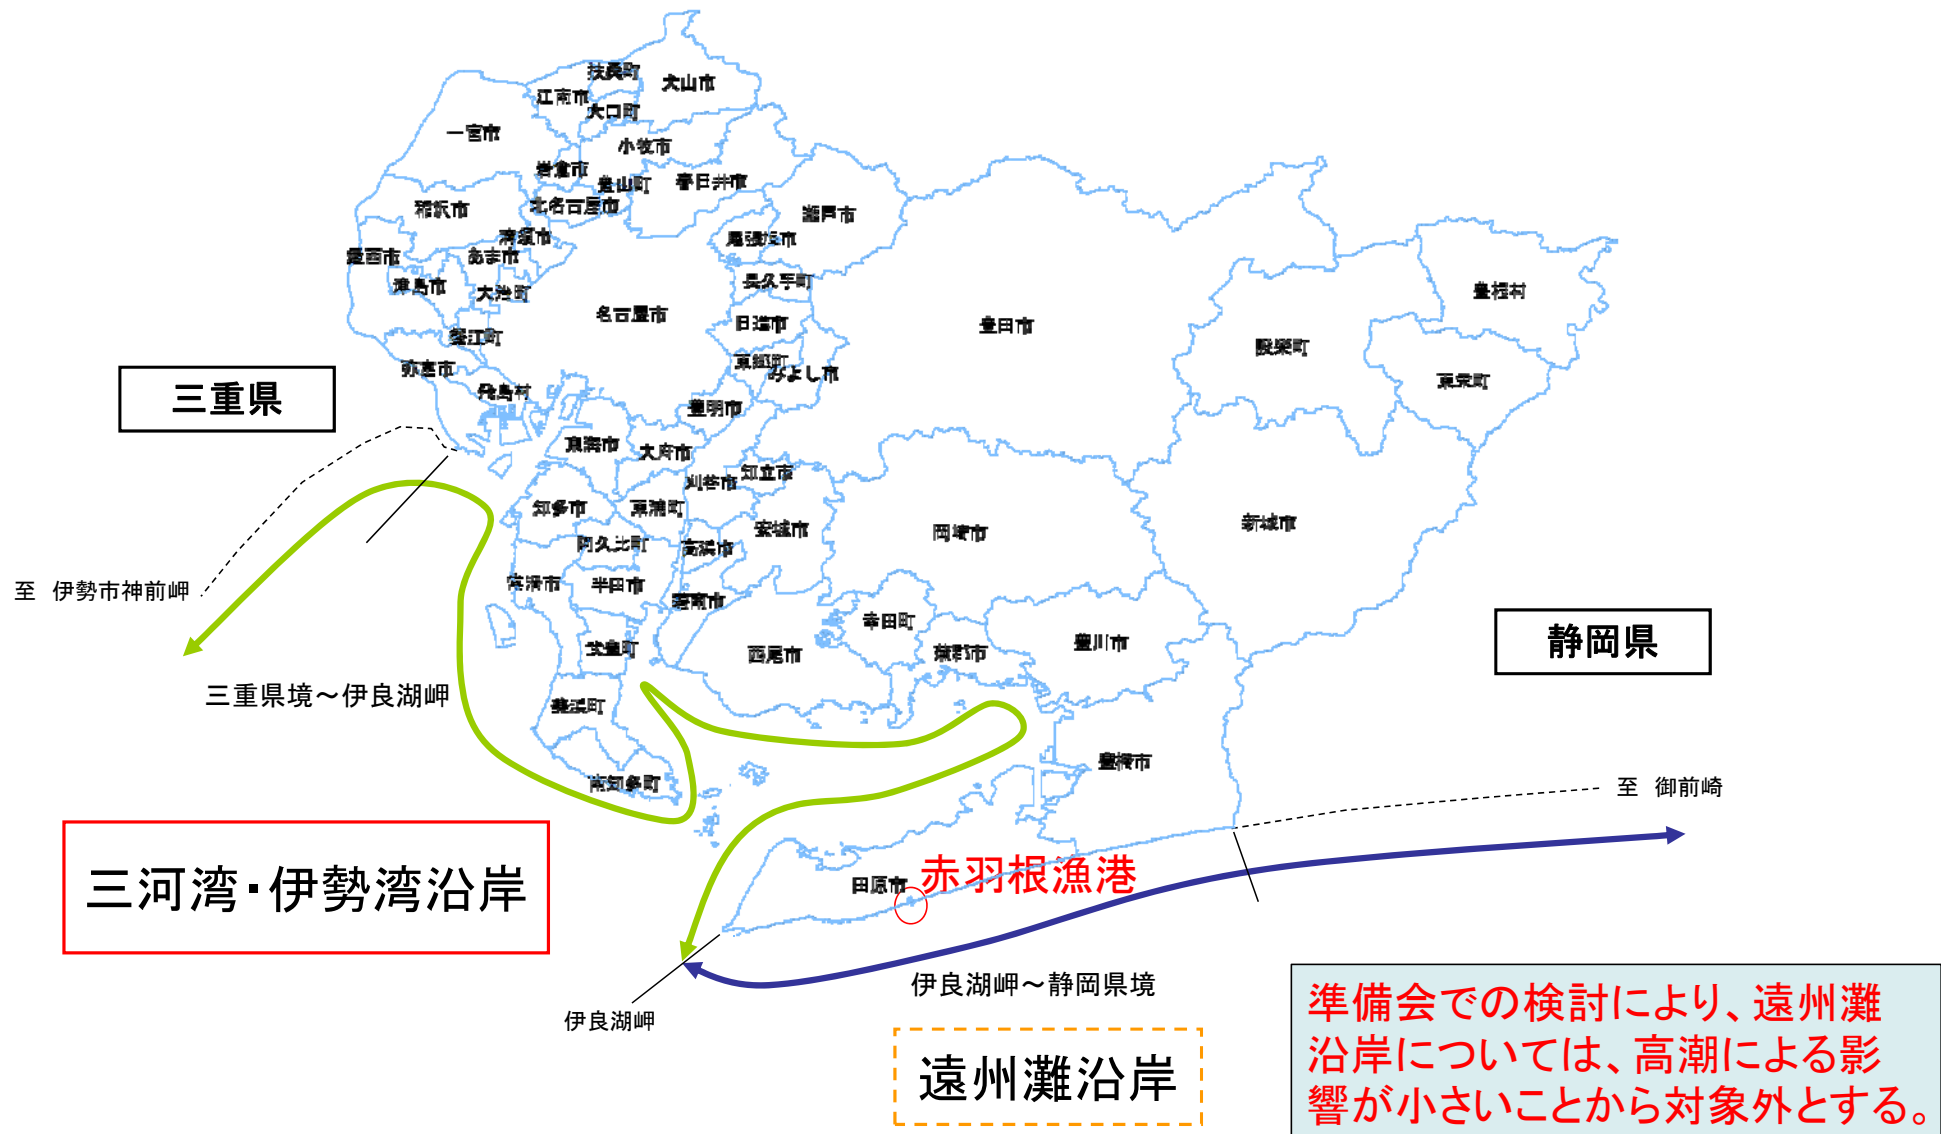 扶桑町
犬山市
江南市
大口町
一宮市
小牧市
岩倉市
豊山町
春日井市
稲沢市
北名古屋市
瀬戸市
清須市
尾張旭市
愛西市
あま市
津島市
大治町
長久手町
豊根村
名古屋市
日進市
豊田市
蟹江町
設楽町
弥富市
東郷町
みよし市
東栄町
飛島村
三重県
豊明市
東海市
大府市
刈谷市
知立市
知多市
東浦町
安城市
岡崎市
新城市
阿久比町
高浜市
常滑市
半田市
碧南市
至 伊勢市神前岬
幸田町
静岡県
武豊町
西尾市
蒲郡市
豊川市
三重県境～伊良湖岬
美浜町
豊橋市
南知多町
至 御前崎
三河湾・伊勢湾沿岸
田原市
赤羽根漁港
伊良湖岬～静岡県境
伊良湖岬
遠州灘沿岸
準備会での検討により、遠州灘
沿岸については、高潮による影
響が小さいことから対象外とする。